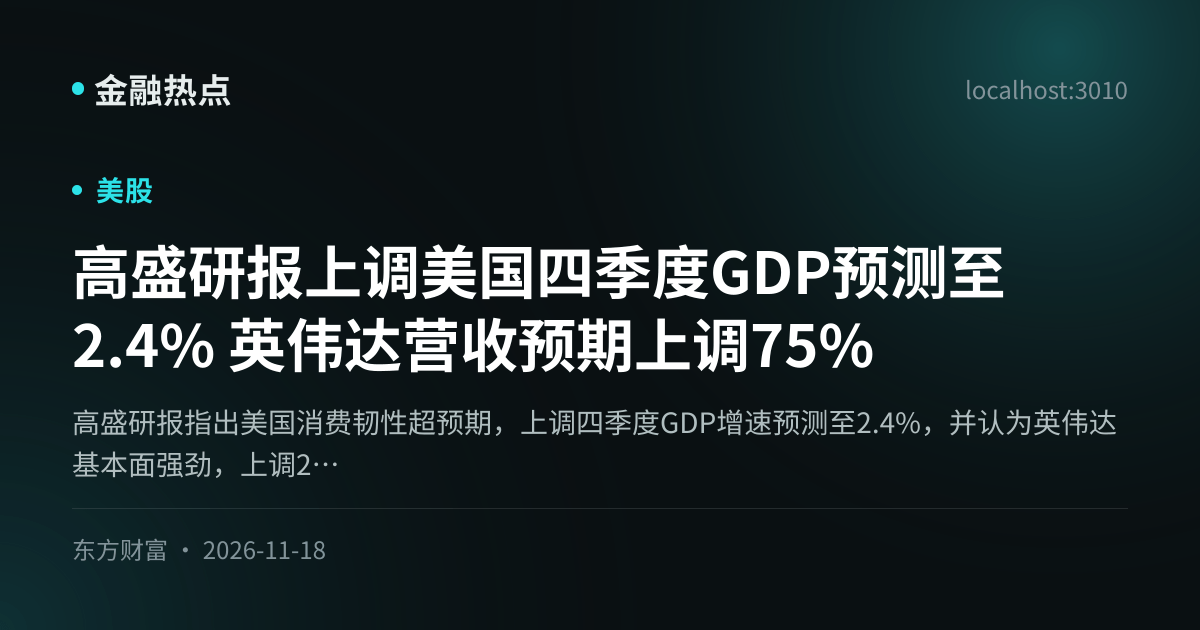 金融热点
localhost:3010
美股
高盛研报上调美国四季度GDP预测至
2.4% 英伟达营收预期上调75%
高盛研报指出美国消费韧性超预期，上调四季度GDP增速预测至2.4%，并认为英伟达
基本面强劲，上调2…
东方财富 · 2026-11-18